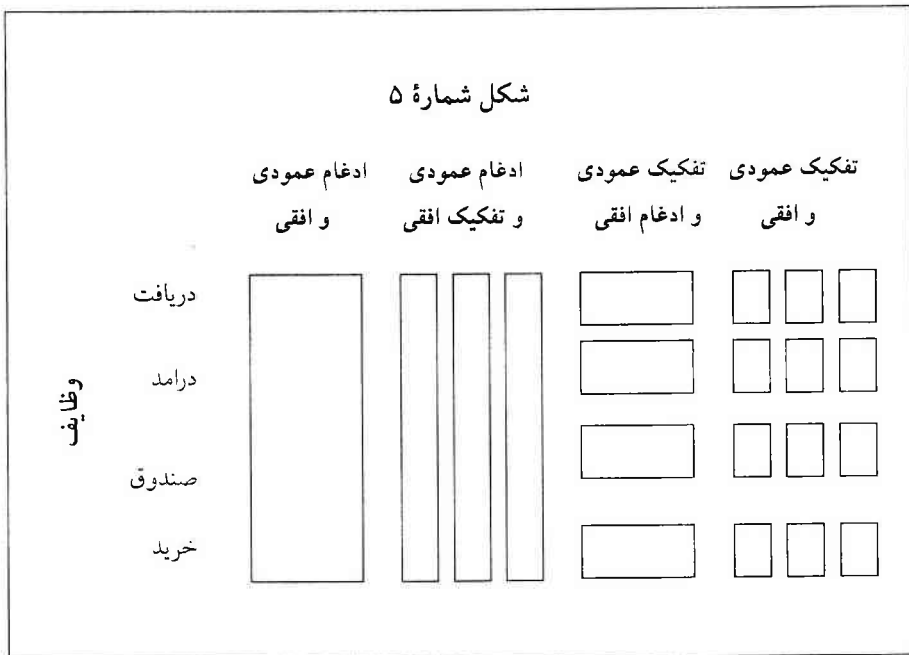 شکل شمارهٔ ۵
تفکیک عمودی
و افقی
تفکیک عمودی
و ادغام افقی
ادغام عمودی
و تفکیک افقی
ادغام عمودی
و افقی
وظایف
دریافت
درامد
صندوق
خرید